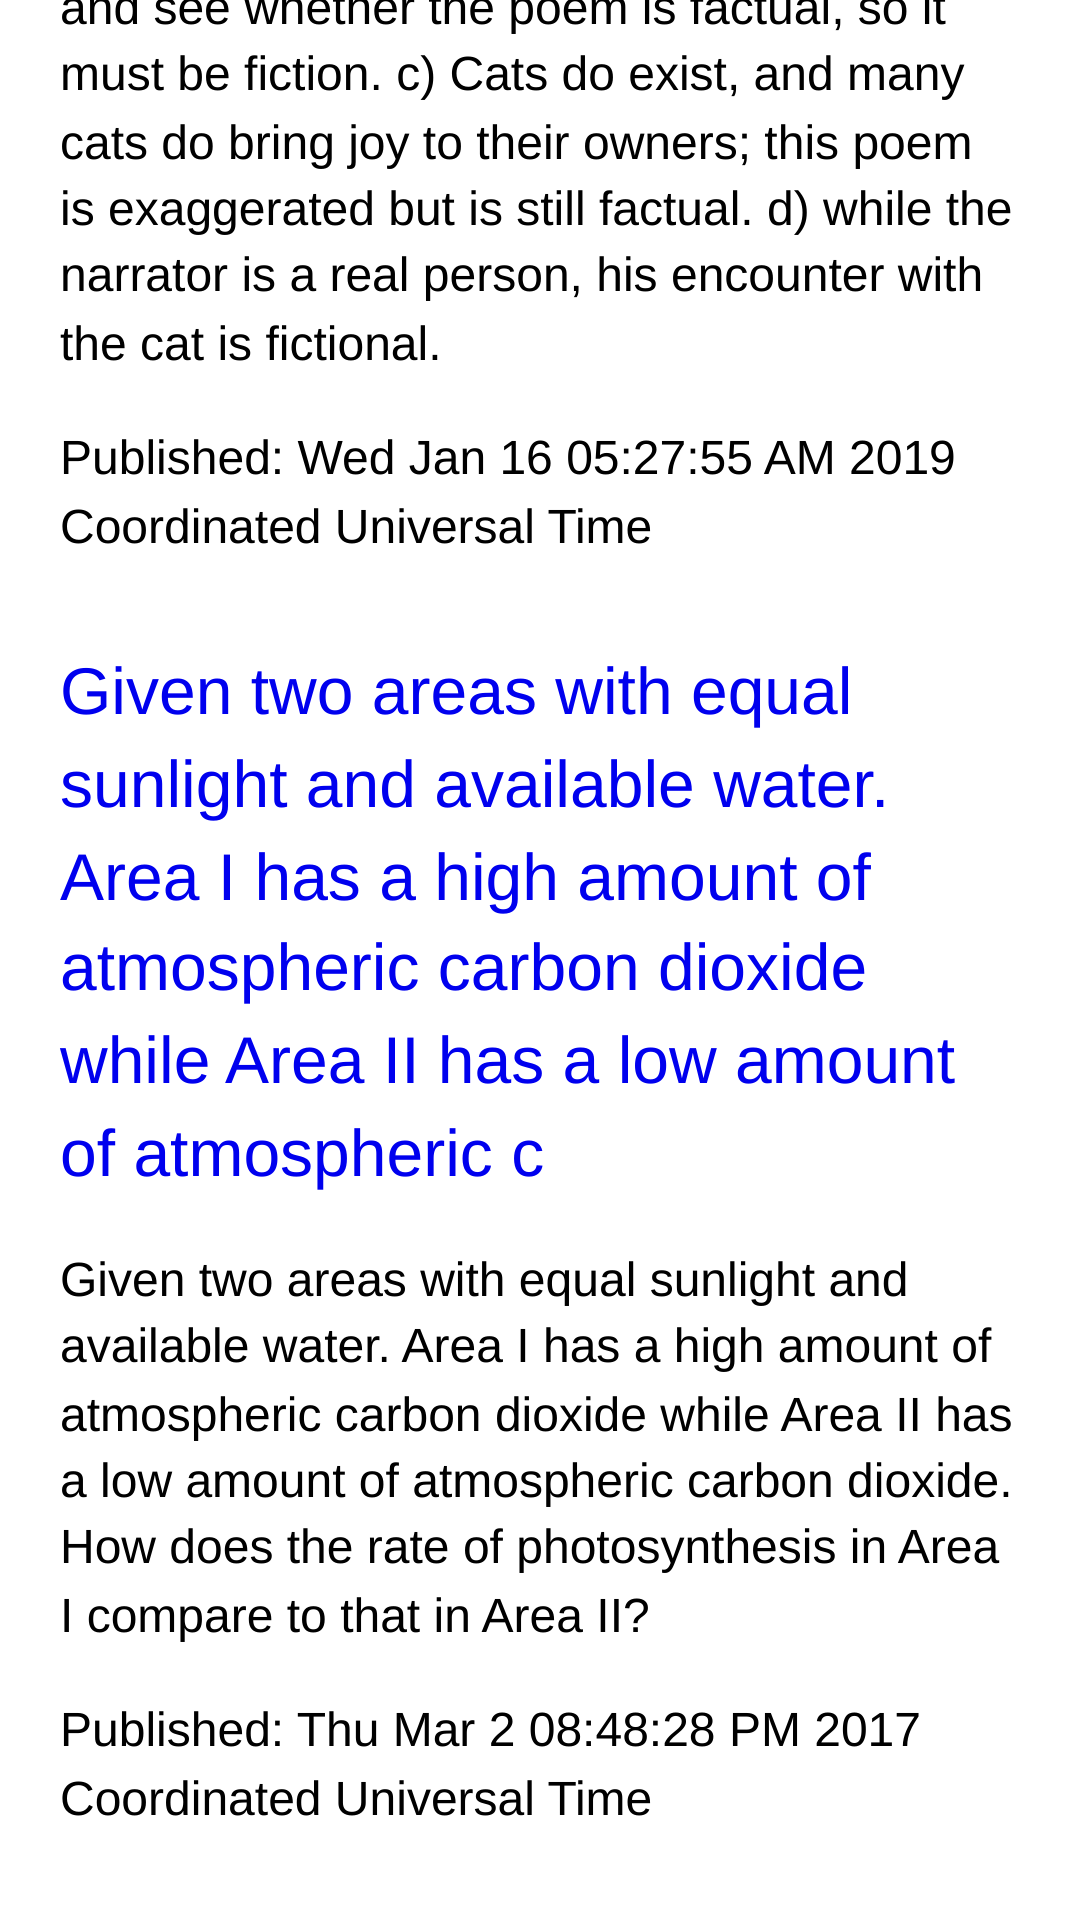 and see whether the poem is factual, so it
must be fiction. c) Cats do exist, and many
cats do bring joy to their owners; this poem
is exaggerated but is still factual. d) while the
narrator is a real person, his encounter with
the cat is fictional.
Published: Wed Jan 16 05:27:55 AM 2019
Coordinated Universal Time
Given two areas with equal
sunlight and available water.
Area I has a high amount of
atmospheric carbon dioxide
while Area II has a low amount
of atmospheric c
Given two areas with equal sunlight and
available water. Area I has a high amount of
atmospheric carbon dioxide while Area II has
a low amount of atmospheric carbon dioxide.
How does the rate of photosynthesis in Area
I compare to that in Area II?
Published: Thu Mar 2 08:48:28 PM 2017
Coordinated Universal Time